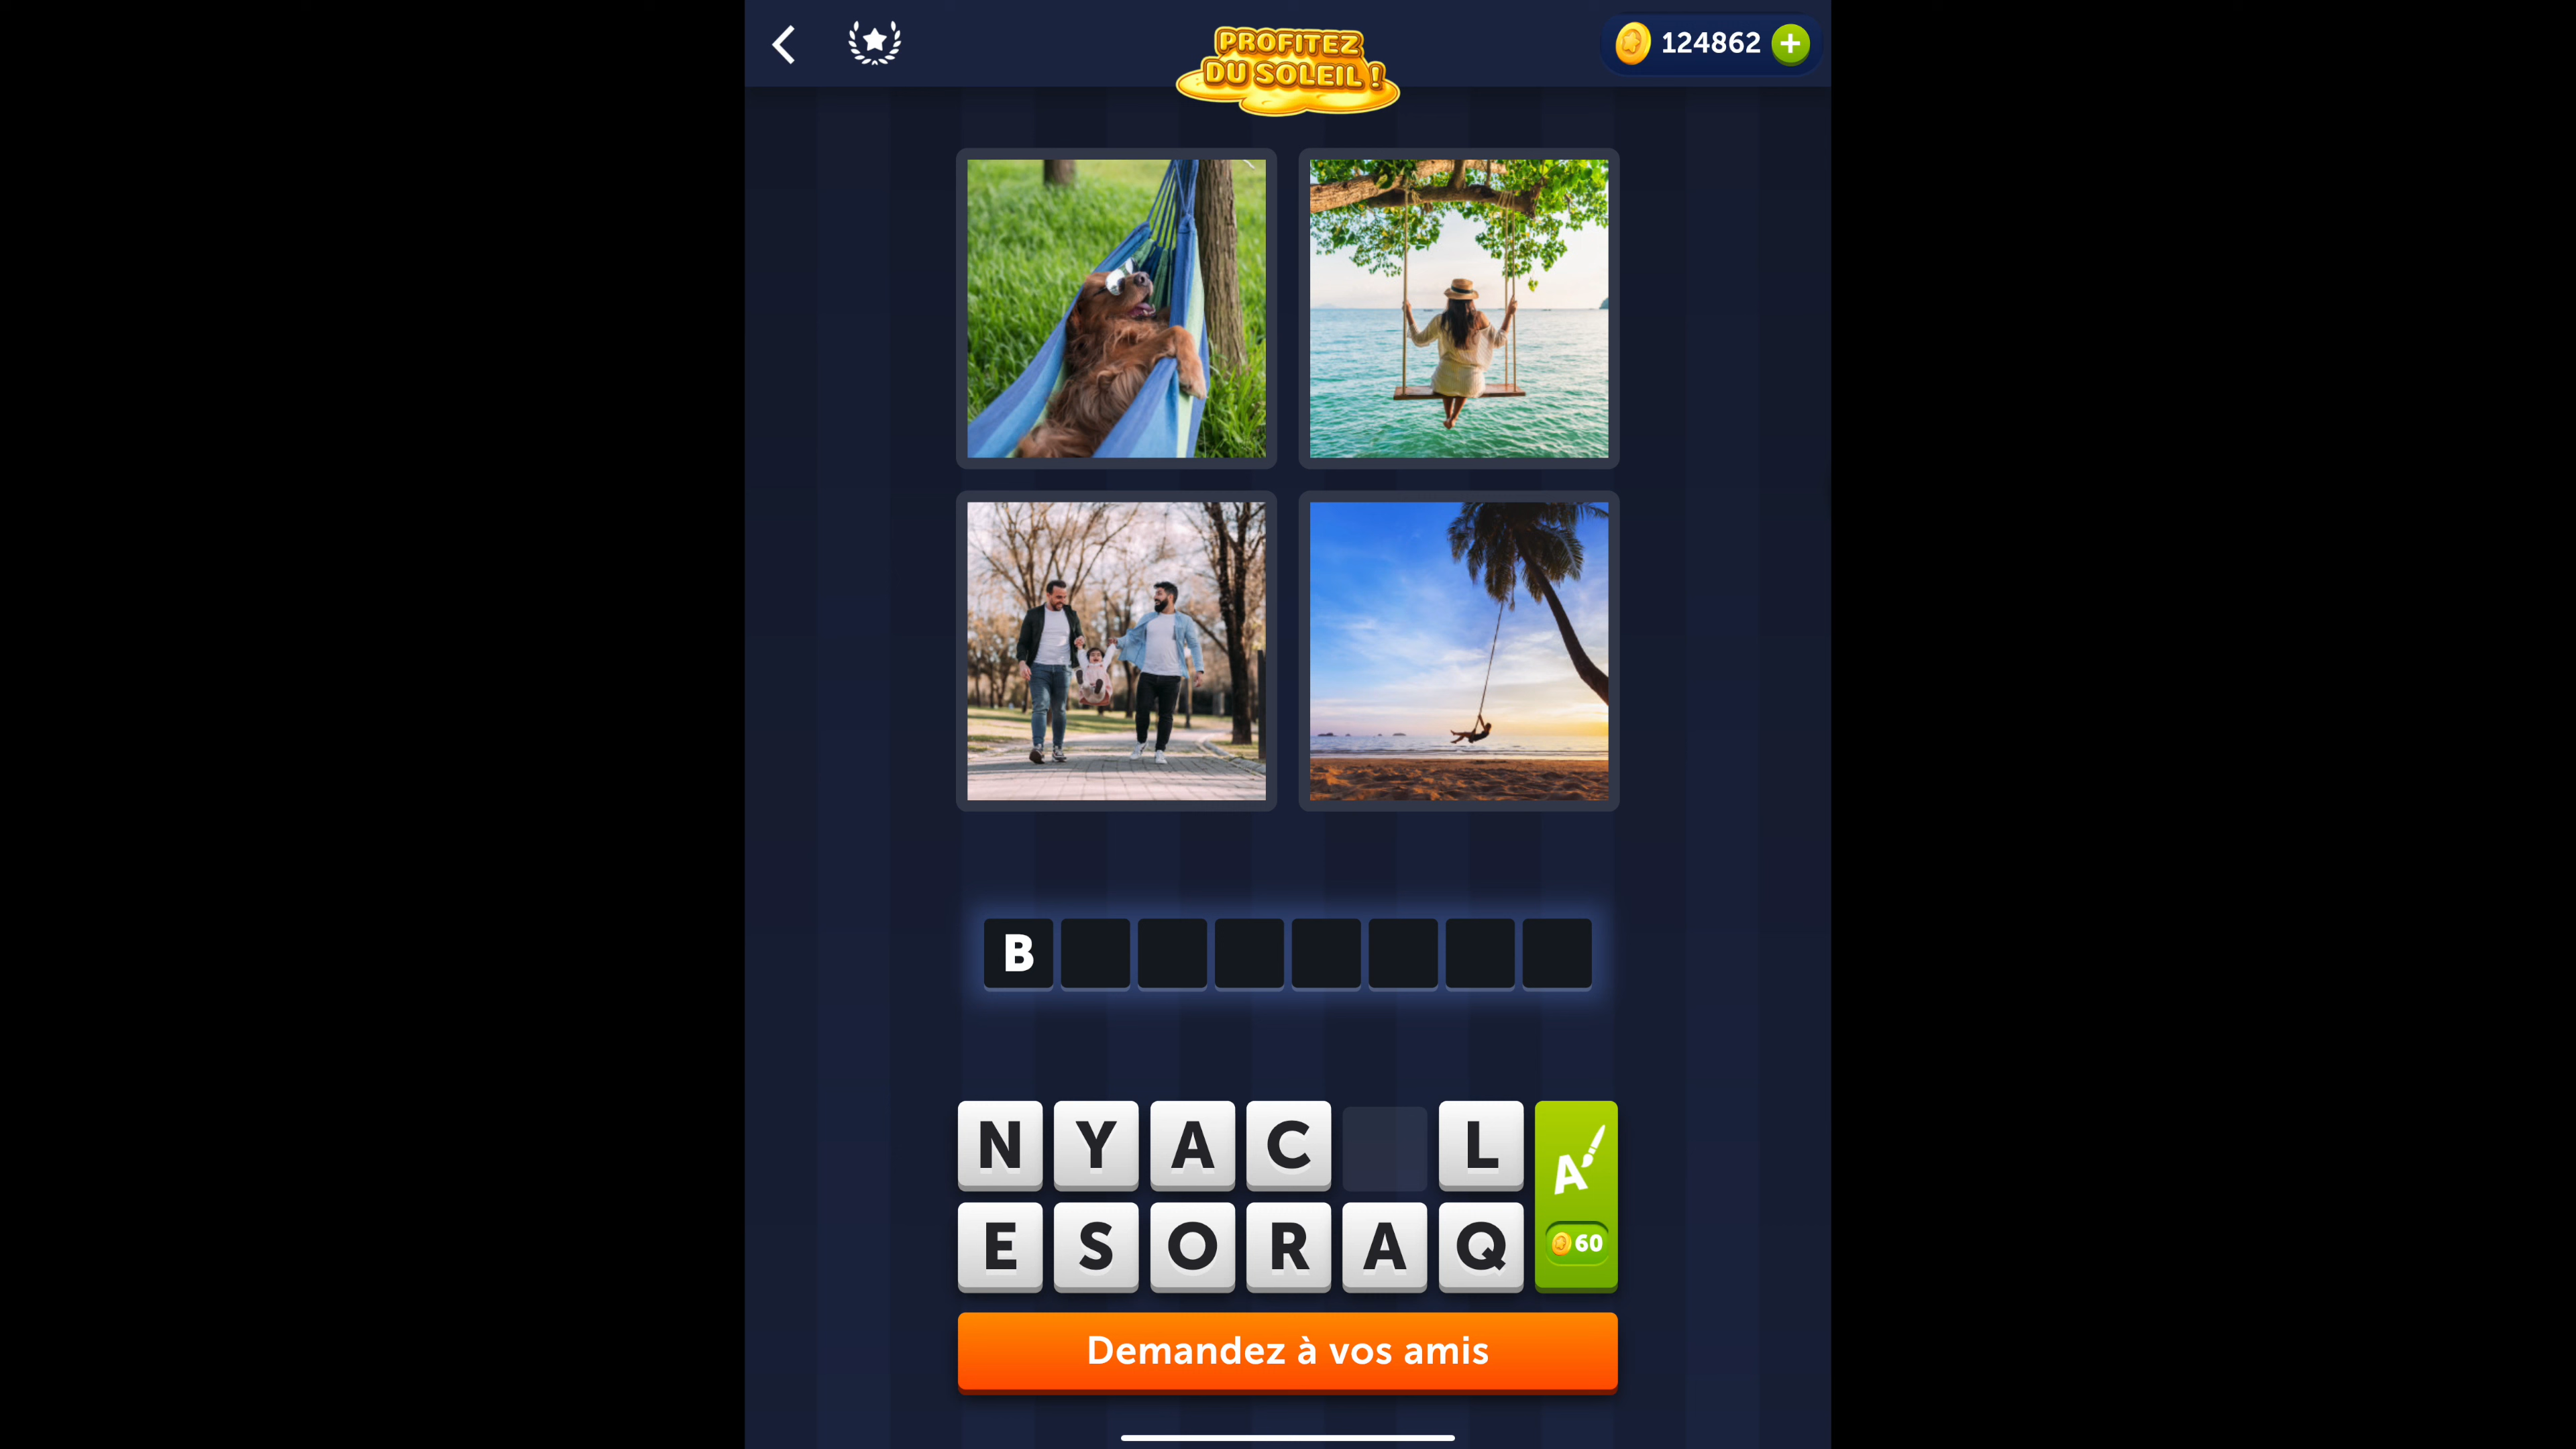 PROFITEZ
DU SOLEIL !
124862 +
B
N Y A C L
A
E S O R A Q
60
Demandez à vos amis